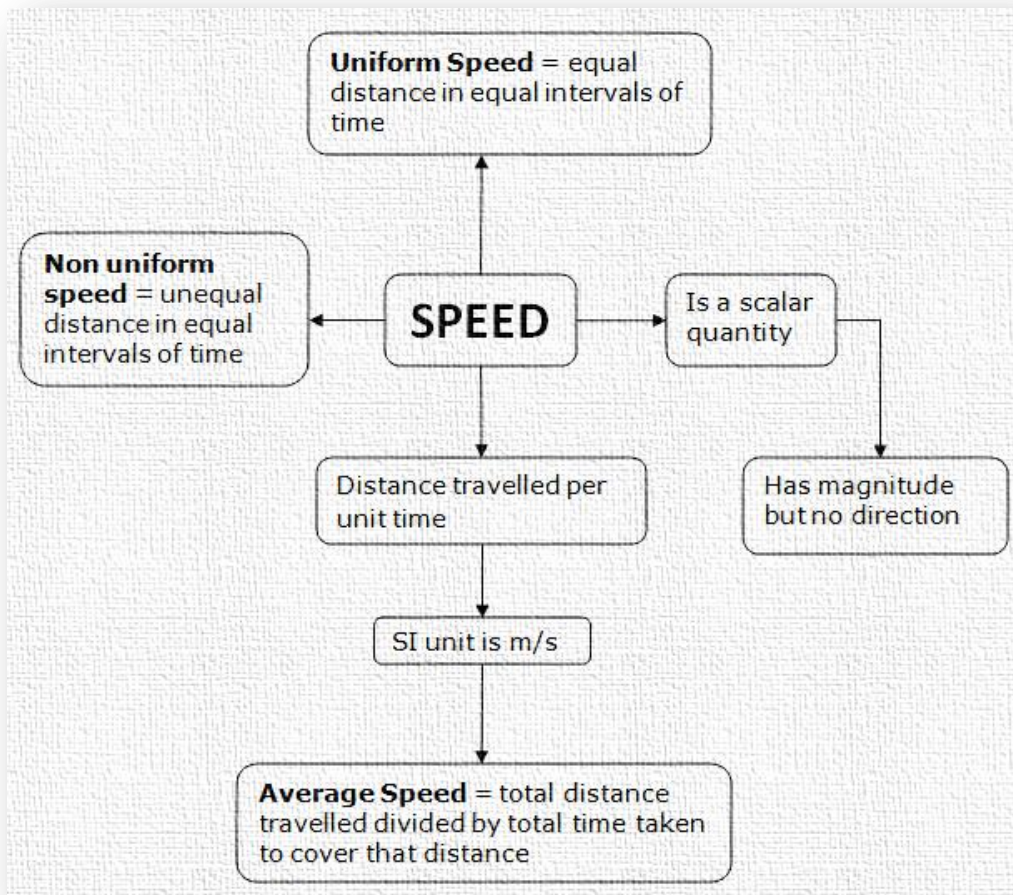 Uniform Speed = equal
distance in equal intervals of
time
Non uniform
speed = unequal
distance in equal
intervals of time
SPEED
Is a scalar
quantity
Distance travelled per
unit time
Has magnitude
but no direction
SI unit is m/s
Average Speed = total distance
travelled divided by total time taken
to cover that distance